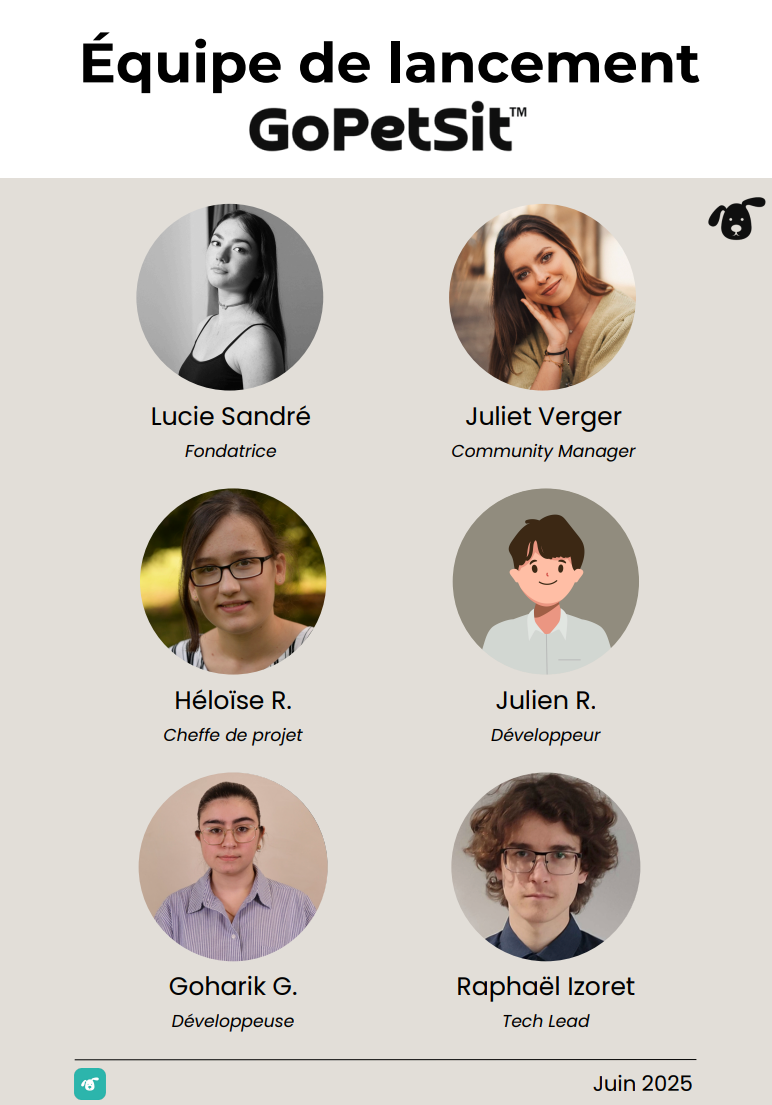 Équipe de lancement
GoPetSit™
Lucie Sandré
Juliet Verger
Fondatrice
Community Manager
Héloïse R.
Julien R.
Cheffe de projet
Développeur
Goharik G.
Raphaël Izoret
Développeuse
Tech Lead
Juin 2025